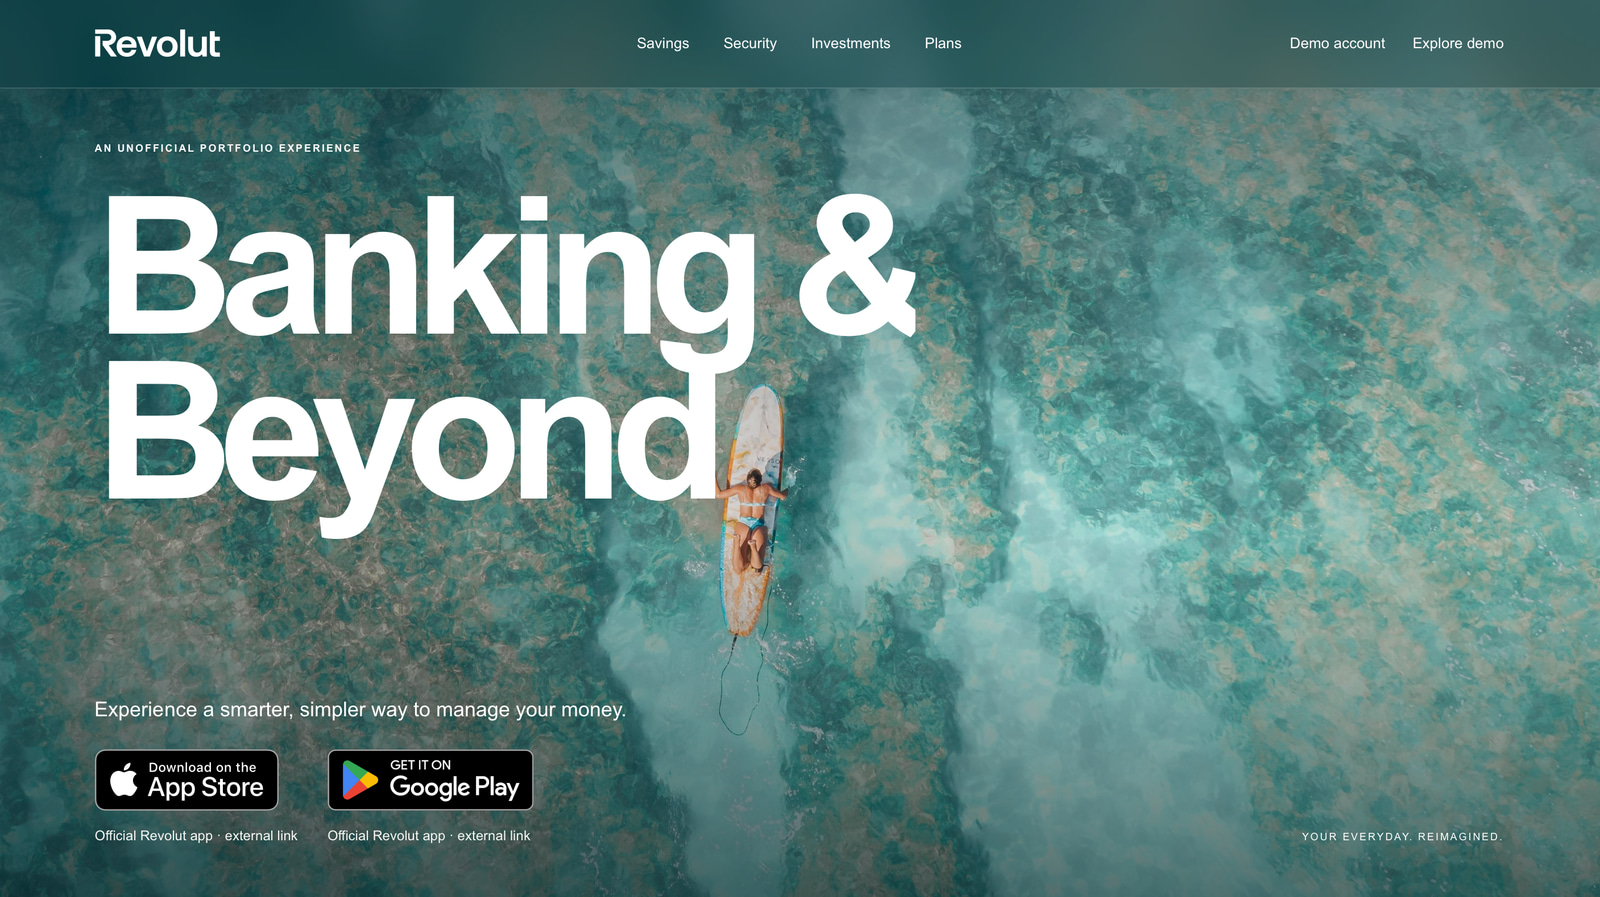 Revolut
Savings Security Investments Plans
Demo account Explore demo
AN UNOFFICIAL PORTFOLIO EXPERIENCE
Banking &
Beyond
Experience a smarter, simpler way to manage your money.
Download on the
App Store
GET IT ON
Google Play
Official Revolut app · external link
Official Revolut app · external link
YOUR EVERYDAY. REIMAGINED.